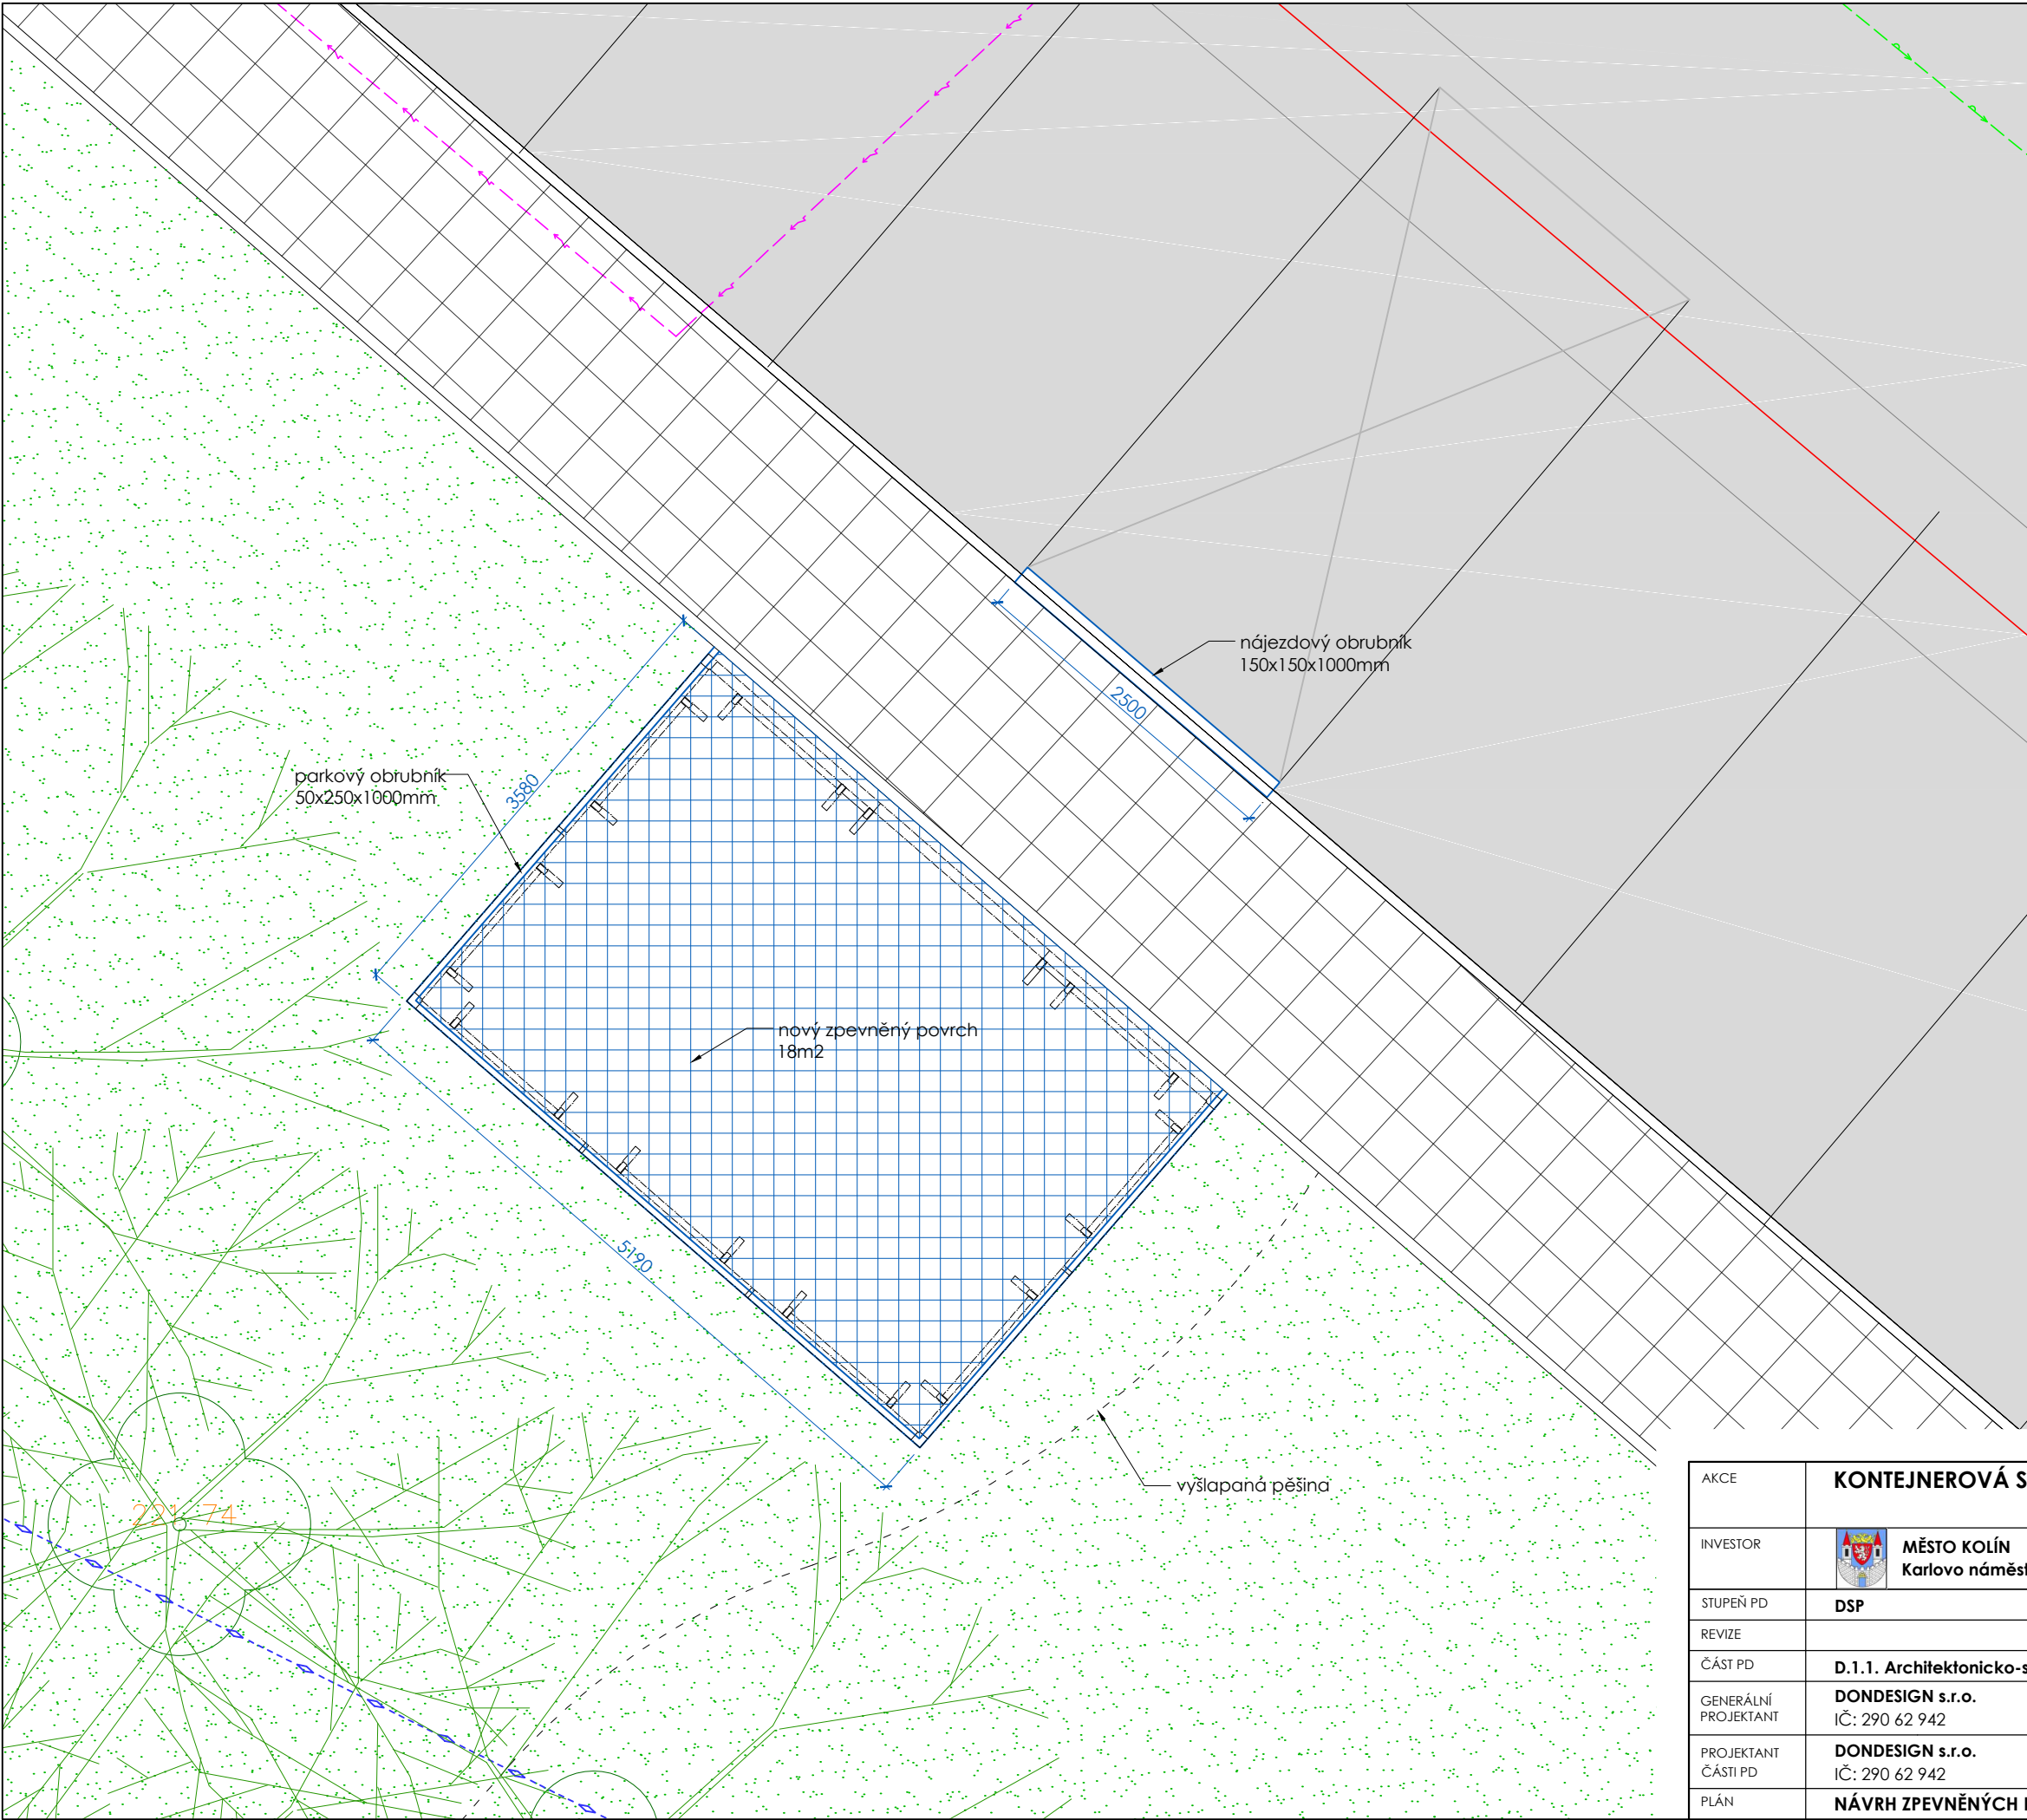 nájezdový obrubník
150x150x1000mm
2500
parkový obrubník
50x250x1000mm
3580
nový zpevněný povrch
18m2
5190
vyšlapaná pěšina
221.74
AKCE
KONTEJNEROVÁ S
INVESTOR
MĚSTO KOLÍN
Karlovo náměst
STUPEŇ PD
DSP
REVIZE
ČÁST PD
D.1.1. Architektonicko-s
GENERÁLNÍ
PROJEKTANT
DONDESIGN s.r.o.
IČ: 290 62 942
PROJEKTANT
ČÁSTI PD
DONDESIGN s.r.o.
IČ: 290 62 942
PLÁN
NÁVRH ZPEVNĚNÝCH